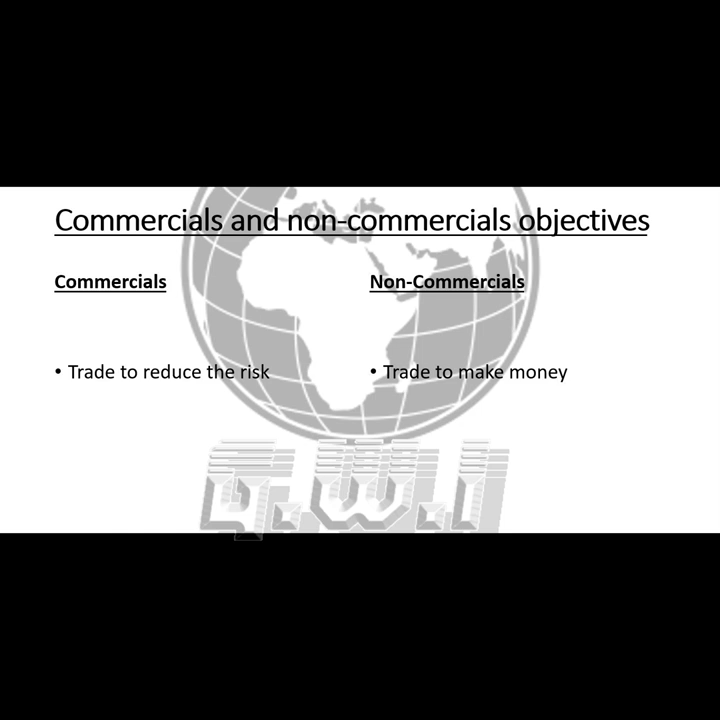 Commercials and non-commercials objectives
Commercials
Non-Commercials
• Trade to reduce the risk
• Trade to make money